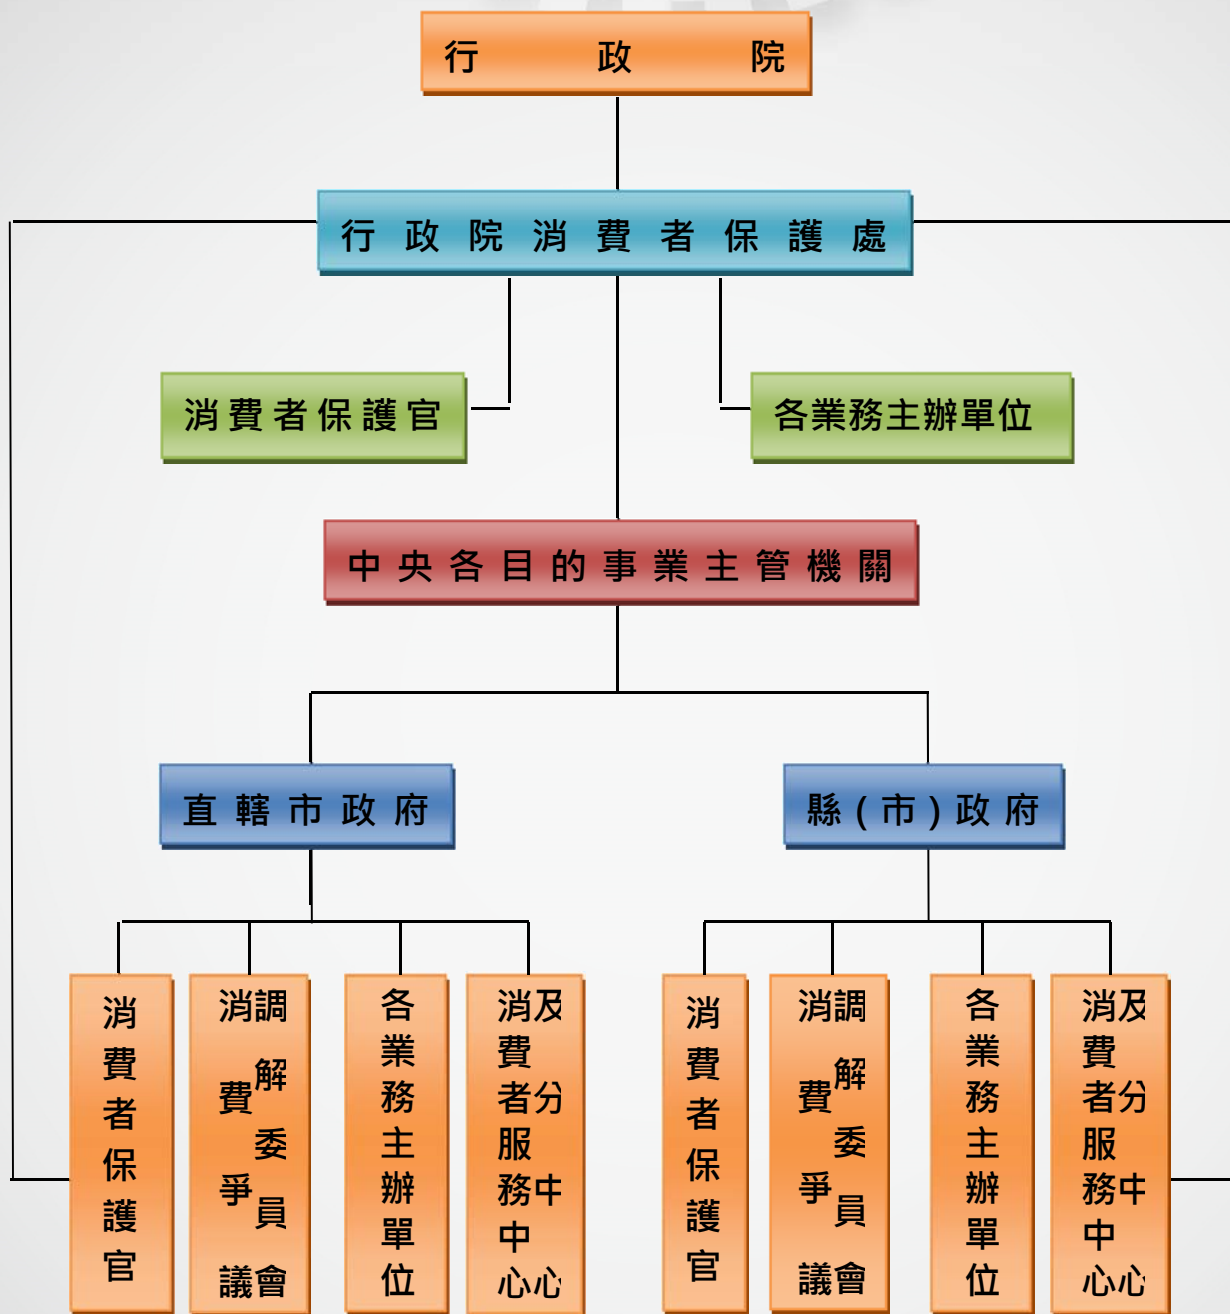 行政院
行政院消費者保護處
消費者保護官
各業務主辦單位
中央各目的事業主管機關
直轄市政府
縣(市)政府
消費者保護官
消費爭議
調解委員會
各業務主辦單位
消費者服務中心
及分中心
消費者保護官
消費爭議
調解委員會
各業務主辦單位
消費者服務中心
及分中心